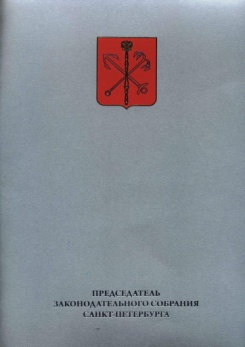 ПРЕДСЕДАТЕЛЬ
ЗАКОНОДАТЕЛЬНОГО СОБРАНИЯ
САНКТ-ПЕТЕРБУРГА